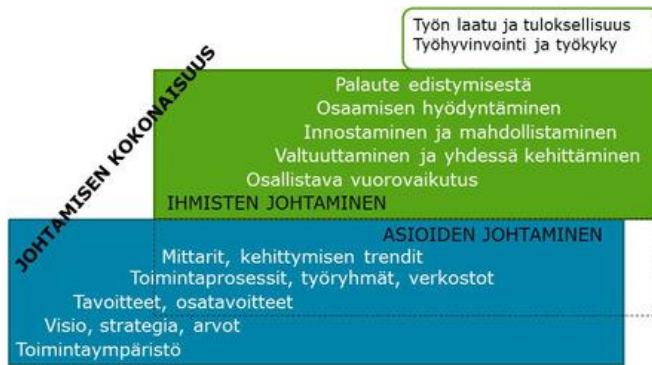 Työn laatu ja tuloksellisuus
Työhyvinvointi ja työkyky
JOHTAMISEN KOKONAISUUS
Palaute edistymisestä
Osaamisen hyödyntäminen
Innostaminen ja mahdollistaminen
Valtuuttaminen ja yhdessä kehittäminen
Osallistava vuorovaikutus
IHMISTEN JOHTAMINEN
ASIOIDEN JOHTAMINEN
Mittarit, kehittymisen trendit
Toimintaprosessit, työryhmät, verkostot
Tavoitteet, osatavoitteet
Visio, strategia, arvot
Toimintaympäristö